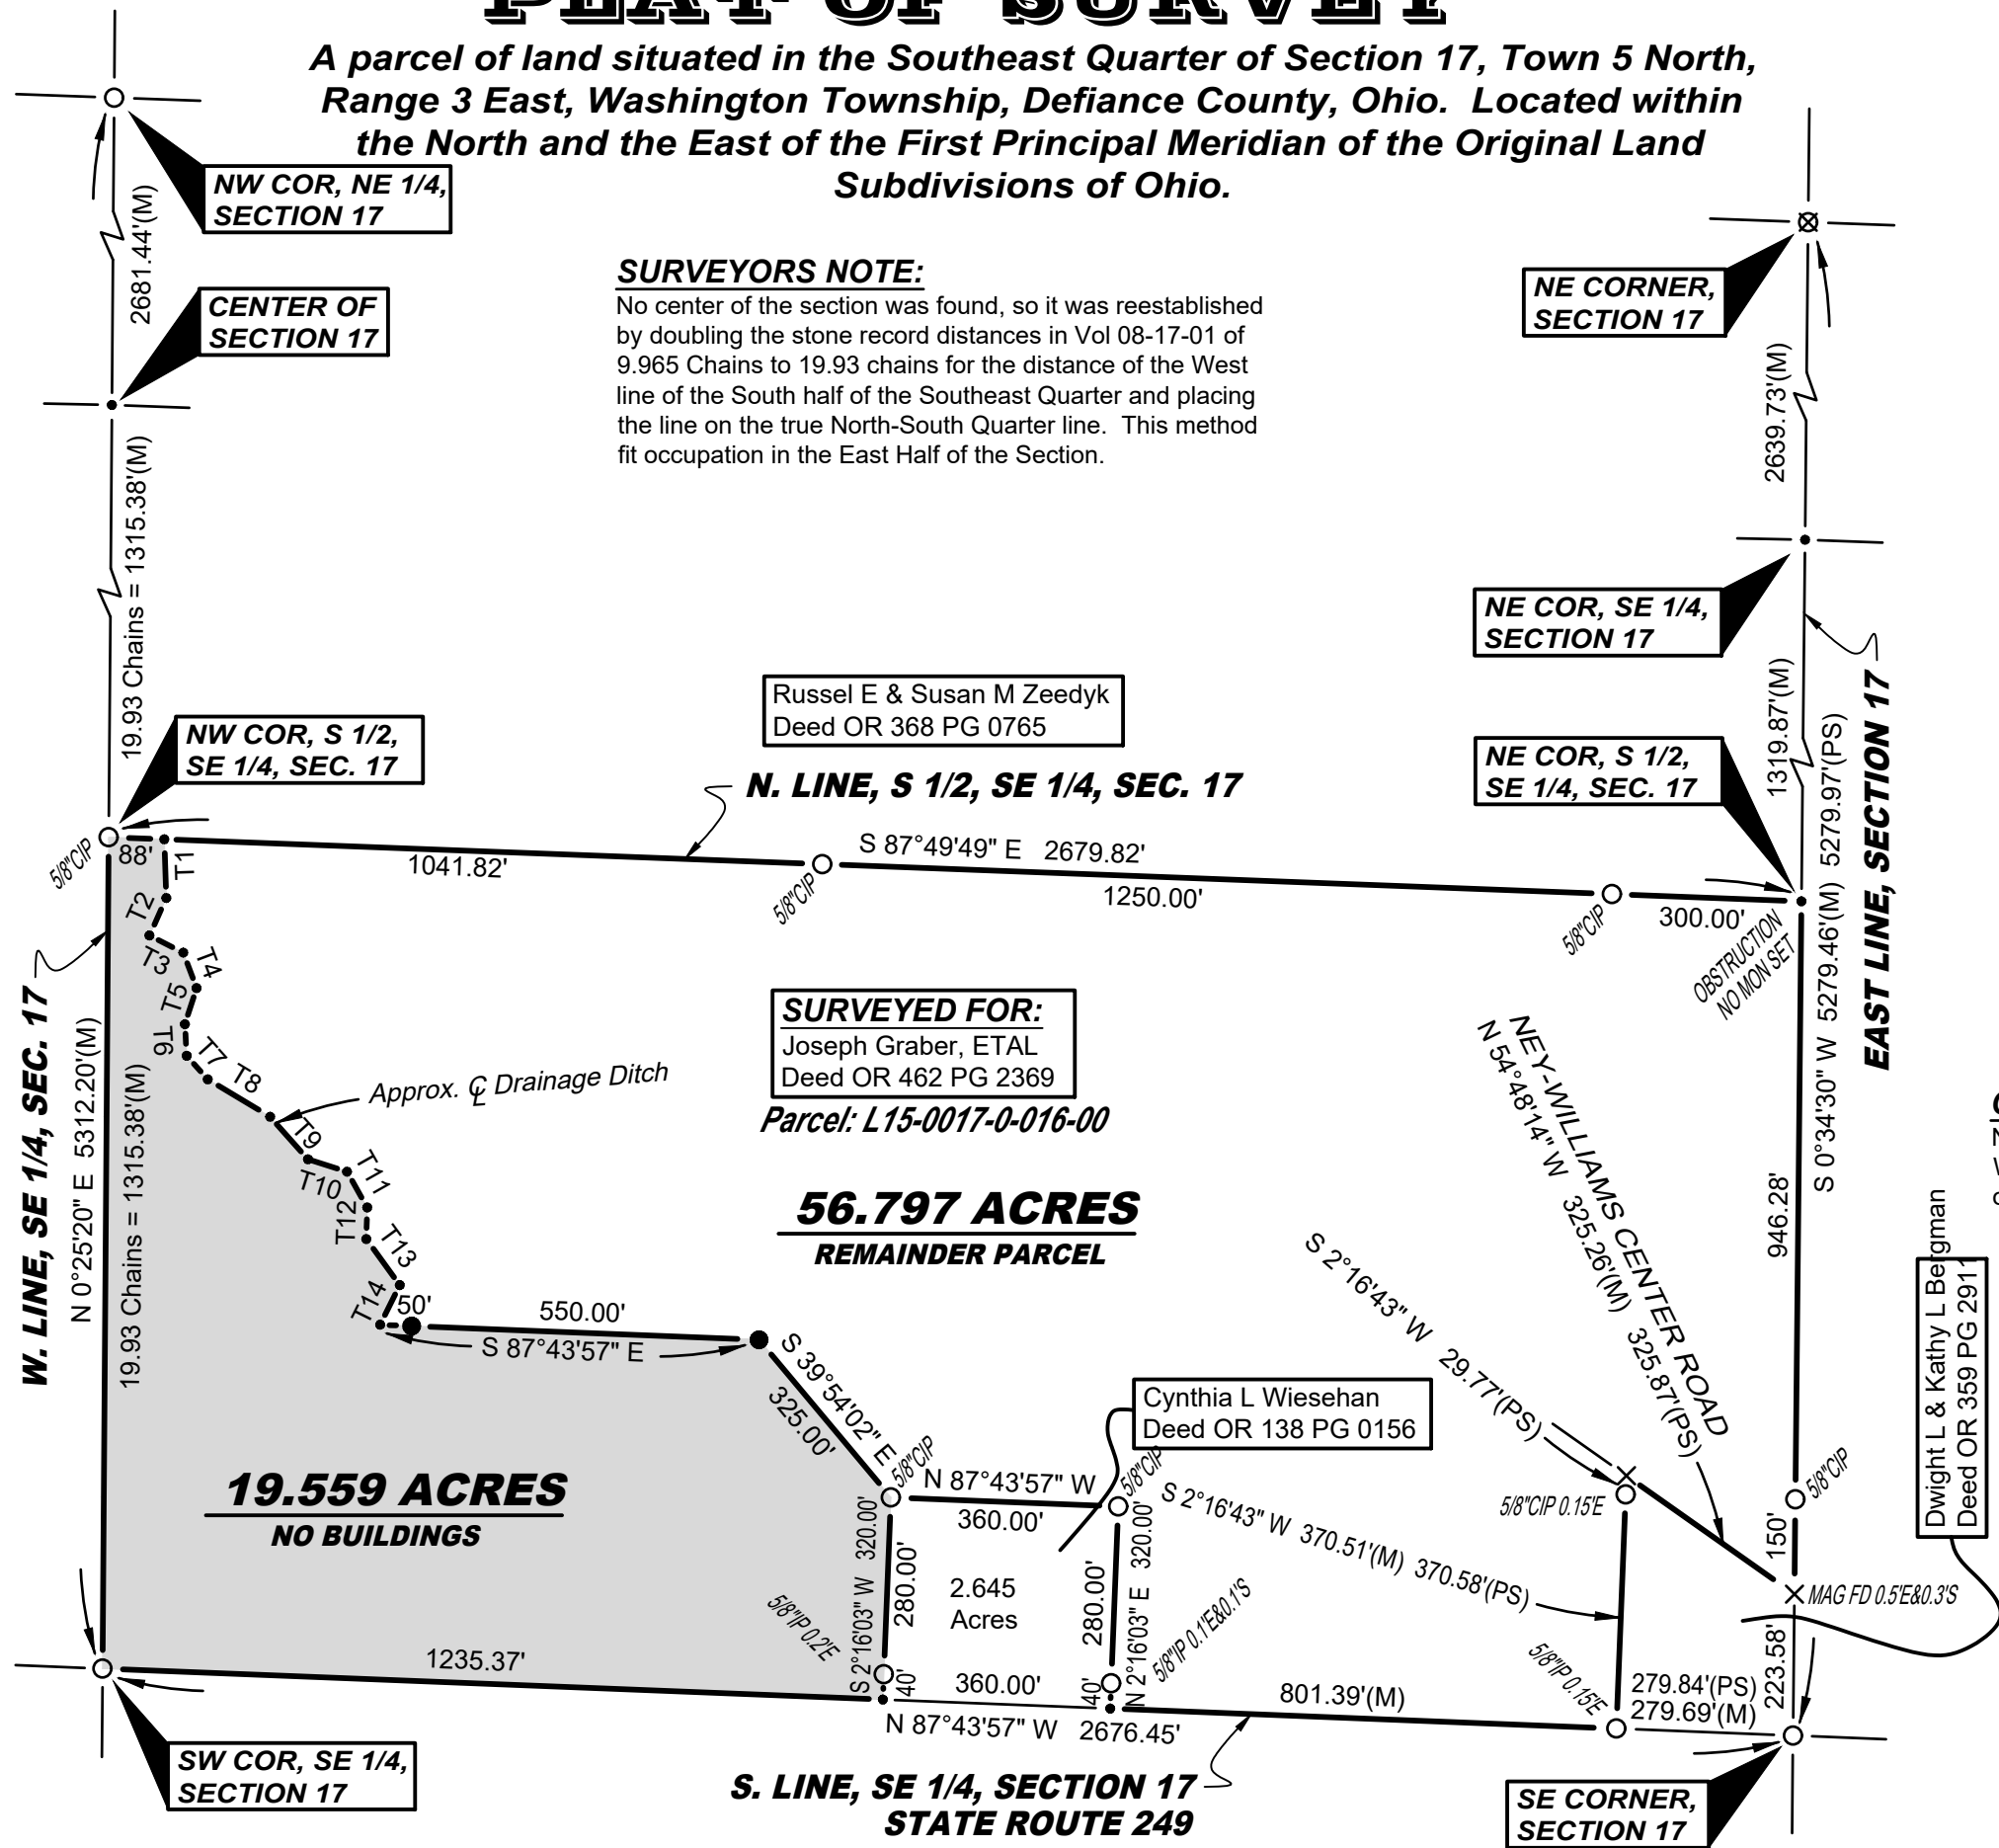 PLAT OF SURVEY
A parcel of land situated in the Southeast Quarter of Section 17, Town 5 North,
Range 3 East, Washington Township, Defiance County, Ohio.  Located within
the North and the East of the First Principal Meridian of the Original Land
Subdivisions of Ohio.
NW COR, NE 1/4,
SECTION 17
2681.44'(M)
CENTER OF
SECTION 17
SURVEYORS NOTE:
No center of the section was found, so it was reestablished
by doubling the stone record distances in Vol 08-17-01 of
9.965 Chains to 19.93 chains for the distance of the West
line of the South half of the Southeast Quarter and placing
the line on the true North-South Quarter line.  This method
fit occupation in the East Half of the Section.
NE CORNER,
SECTION 17
2639.73'(M)
NE COR, SE 1/4,
SECTION 17
19.93 Chains = 1315.38'(M)
1319.87'(M)
EAST LINE, SECTION 17
Russel E & Susan M Zeedyk
Deed OR 368 PG 0765
NW COR, S 1/2,
SE 1/4, SEC. 17
N. LINE, S 1/2, SE 1/4, SEC. 17
NE COR, S 1/2,
SE 1/4, SEC. 17
5/8"CIP
88'
T1
1041.82'
S 87°49'49" E   2679.82'
5/8"CIP
1250.00'
5/8"CIP
300.00'
OBSTRUCTION
NO MON SET
S 0°34'30" W  5279.46'(M)  5279.97'(PS)
T2
T3
T4
T5
T6
T7
T8
Approx. ℄ Drainage Ditch
T9
T10
T11
T12
T13
T14
W. LINE, SE 1/4, SEC. 17
N 0°25'20" E  5312.20'(M)
19.93 Chains = 1315.38'(M)
SURVEYED FOR:
Joseph Graber, ETAL
Deed OR 462 PG 2369
Parcel: L15-0017-0-016-00
56.797 ACRES
REMAINDER PARCEL
NEY-WILLIAMS CENTER ROAD
N 54°48'14" W   325.26'(M)   325.87'(PS)
946.28'
Dwight L & Kathy L Bergman
Deed OR 359 PG 2911
S 2°16'43" W   29.77'(PS)
50'
550.00'
S 87°43'57" E
S 39°54'02" E
325.00'
Cynthia L Wiesehan
Deed OR 138 PG 0156
5/8"CIP
N 87°43'57" W
360.00'
5/8"CIP
S 2°16'43" W  370.51'(M)  370.58'(PS)
5/8"CIP 0.15'E
5/8"CIP
150'
MAG FD 0.5'E&0.3'S
19.559 ACRES
NO BUILDINGS
S 2°16'03" W  320.00'
280.00'
2.645
Acres
280.00'
N 2°16'03" E  320.00'
5/8"IP 0.2'E
5/8"IP 0.1'E&0.1'S
5/8"IP 0.15'E
223.58'
1235.37'
40'
360.00'
40'
801.39'(M)
279.84'(PS)
279.69'(M)
N 87°43'57" W   2676.45'
SW COR, SE 1/4,
SECTION 17
S. LINE, SE 1/4, SECTION 17
STATE ROUTE 249
SE CORNER,
SECTION 17